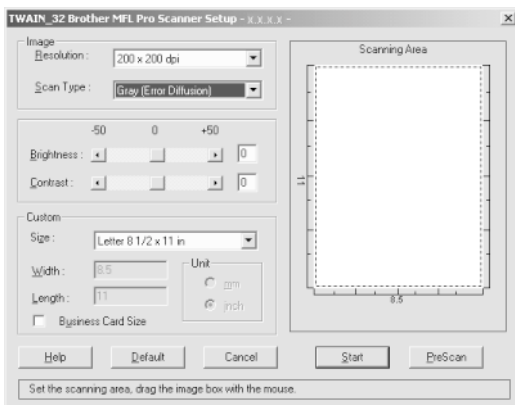 TWAIN_32 Brother MFL Pro Scanner Setup - x.x.x.x -
Image
Resolution : 200 x 200 dpi
Scan Type : Gray (Error Diffusion)
-50 0 +50
Brightness : 0
Contrast : 0
Custom
Size : Letter 8 1/2 x 11 in
Width : 8.5
Length : 11
Unit
mm
inch
Business Card Size
Scanning Area
11
8.5
Help Default Cancel Start PreScan
Set the scanning area, drag the image box with the mouse.